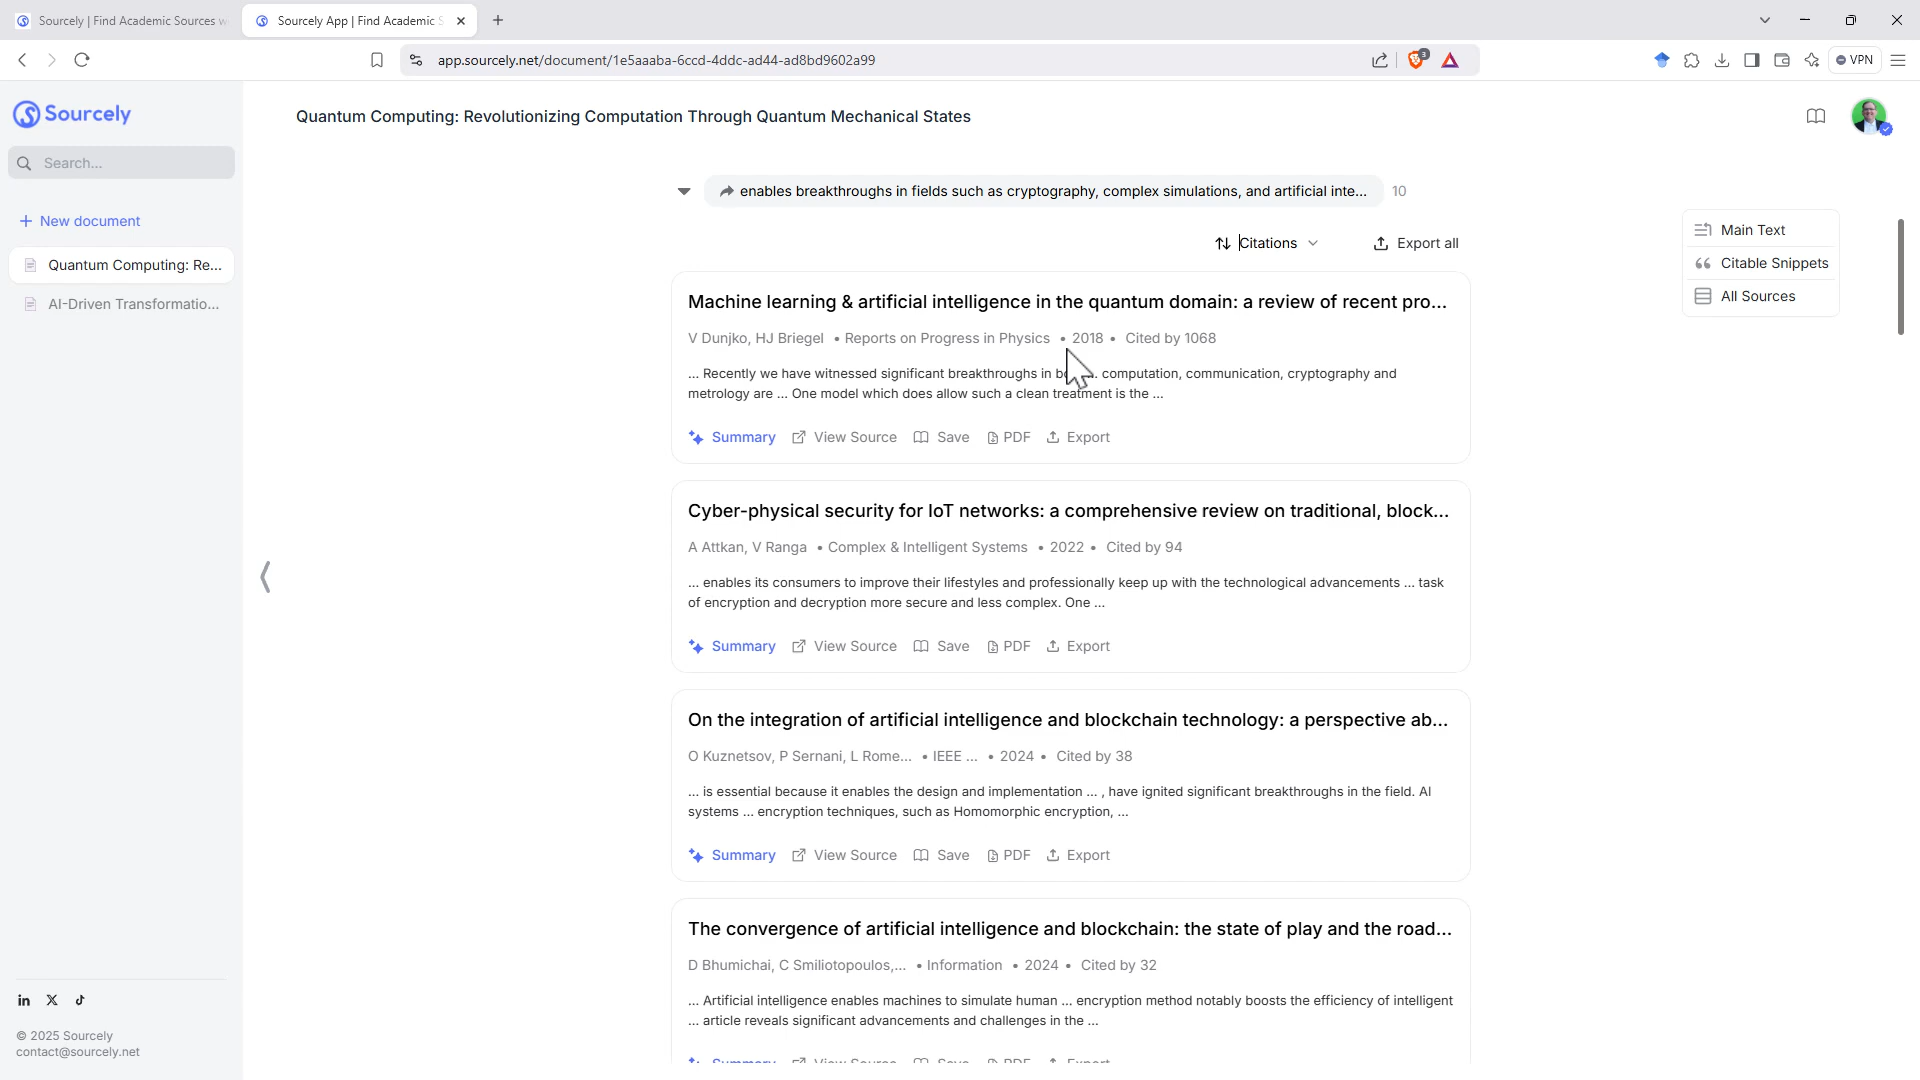 Sourcely | Find Academic Sources w
Sourcely App | Find Academic S
app.sourcely.net/document/1e5aaaba-6ccd-4ddc-ad44-ad8bd9602a99
3
VPN
Sourcely
Search...
New document
Quantum Computing: Re...
AI-Driven Transformatio...
in
© 2025 Sourcely
contact@sourcely.net
Quantum Computing: Revolutionizing Computation Through Quantum Mechanical States
enables breakthroughs in fields such as cryptography, complex simulations, and artificial inte... 10
Citations Export all
Machine learning & artificial intelligence in the quantum domain: a review of recent pro...
V Dunjko, HJ Briegel • Reports on Progress in Physics • 2018 • Cited by 1068
... Recently we have witnessed significant breakthroughs in ... computation, communication, cryptography and
metrology are ... One model which does allow such a clean treatment is the ...
Summary View Source Save PDF Export
Cyber-physical security for IoT networks: a comprehensive review on traditional, block...
A Attkan, V Ranga • Complex & Intelligent Systems • 2022 • Cited by 94
... enables its consumers to improve their lifestyles and professionally keep up with the technological advancements ... task
of encryption and decryption more secure and less complex. One ...
Summary View Source Save PDF Export
On the integration of artificial intelligence and blockchain technology: a perspective ab...
O Kuznetsov, P Sernani, L Rome... • IEEE ... • 2024 • Cited by 38
... is essential because it enables the design and implementation ... , have ignited significant breakthroughs in the field. AI
systems ... encryption techniques, such as Homomorphic encryption, ...
Summary View Source Save PDF Export
The convergence of artificial intelligence and blockchain: the state of play and the road...
D Bhumichai, C Smiliotopoulos,... • Information • 2024 • Cited by 32
... Artificial intelligence enables machines to simulate human ... encryption method notably boosts the efficiency of intelligent
... article reveals significant advancements and challenges in the ...
Summary View Source Save PDF Export
Main Text
Citable Snippets
All Sources